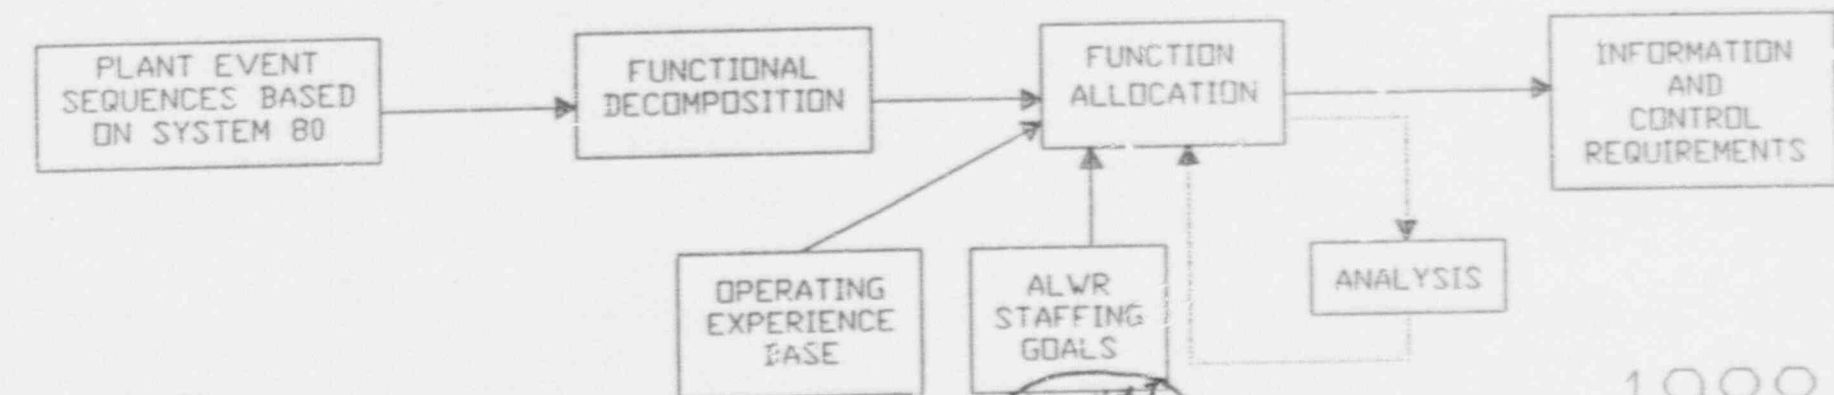 PLANT EVENT
SEQUENCES BASED
ON SYSTEM 80
FUNCTIONAL
DECOMPOSITION
FUNCTION
ALLOCATION
INFORMATION
AND
CONTROL
REQUIREMENTS
OPERATING
EXPERIENCE
BASE
ALWR
STAFFING
GOALS
ANALYSIS